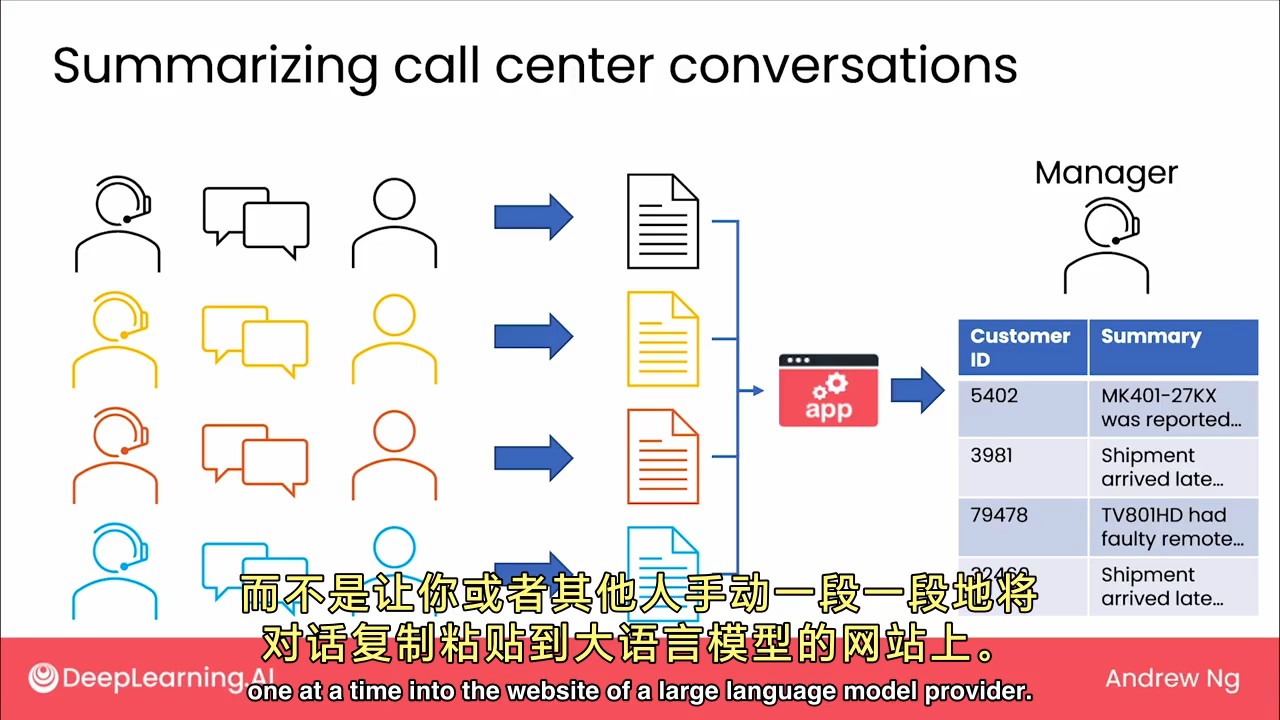 Summarizing call center conversations
Manager
Customer ID
Summary
5402
MK401-27KX
was reported...
3981
Shipment
arrived late...
79478
TV801HD had
faulty remote...
Shipment
arrived late...
app
而不是让你或者其他人手动一段一段地将
对话复制粘贴到大语言模型的网站上。
one at a time into the website of a large language model provider.
DeepLearning.AI
Andrew Ng